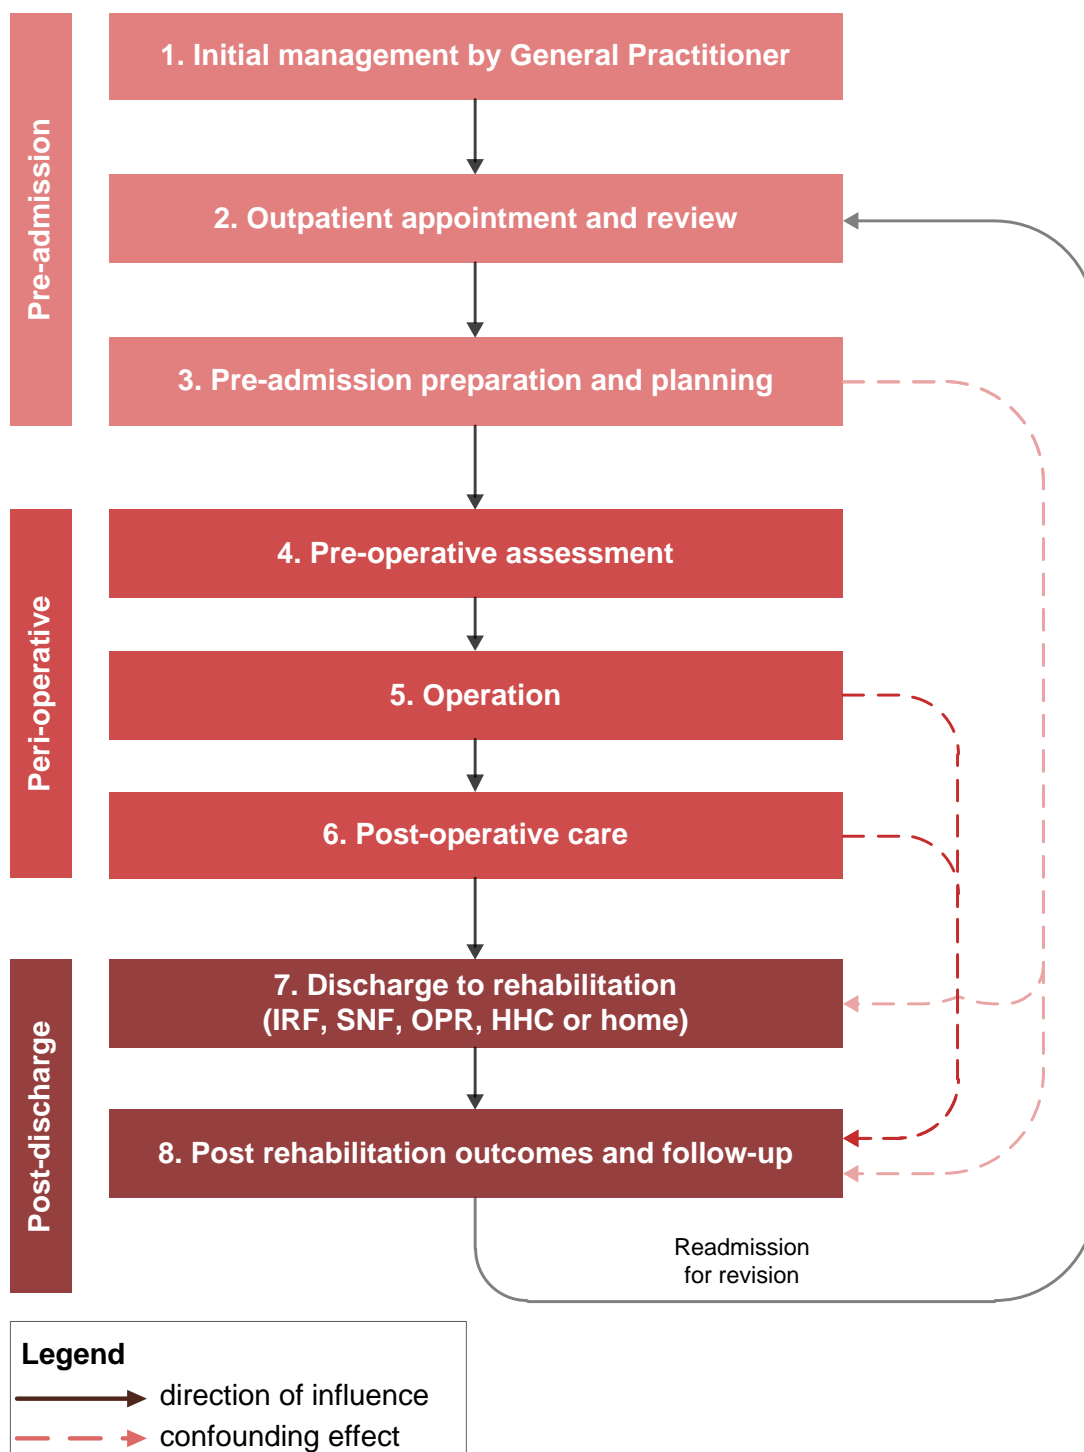 Pre-admission
1. Initial management by General Practitioner
2. Outpatient appointment and review
3. Pre-admission preparation and planning
Peri-operative
4. Pre-operative assessment
5. Operation
6. Post-operative care
Post-discharge
7. Discharge to rehabilitation
(IRF, SNF, OPR, HHC or home)
8. Post rehabilitation outcomes and follow-up
Readmission
for revision
Legend
direction of influence
confounding effect